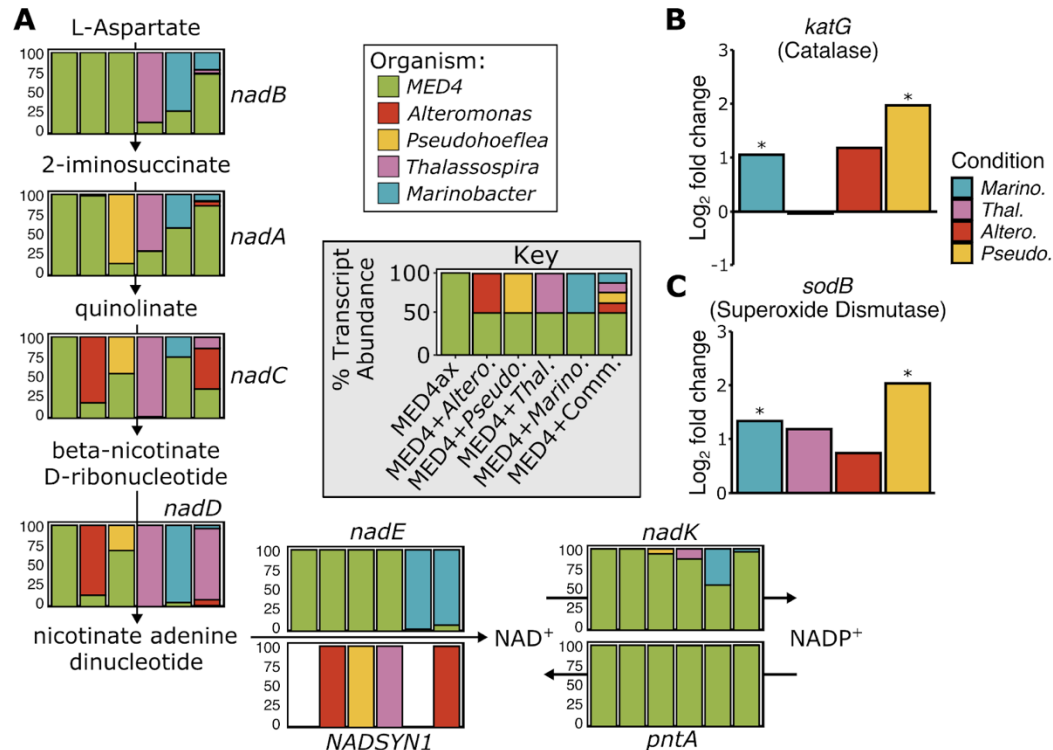 A
L-Aspartate
100
75
50
25
0
nadB
2-iminosuccinate
100
75
50
25
0
nadA
quinolinate
100
75
50
25
0
nadC
beta-nicotinate
D-ribonucleotide
nadD
100
75
50
25
0
nicotinate adenine
dinucleotide
Organism:
MED4
Alteromonas
Pseudohoeflea
Thalassospira
Marinobacter
Key
% Transcript
Abundance
100
50
0
MED4ax
MED4+Altero.
MED4+Pseudo.
MED4+Thal.
MED4+Marino.
MED4+Comm.
nadE
100
75
50
25
0
100
75
50
25
0
NADSYN1
NAD+
nadK
100
75
50
25
0
NADP+
100
75
50
25
0
pntA
B
katG
(Catalase)
Log2 fold change
3
2
1
0
-1
*
*
Condition
Marino.
Thal.
Altero.
Pseudo.
C
sodB
(Superoxide Dismutase)
Log2 fold change
3
2
1
0
*
*